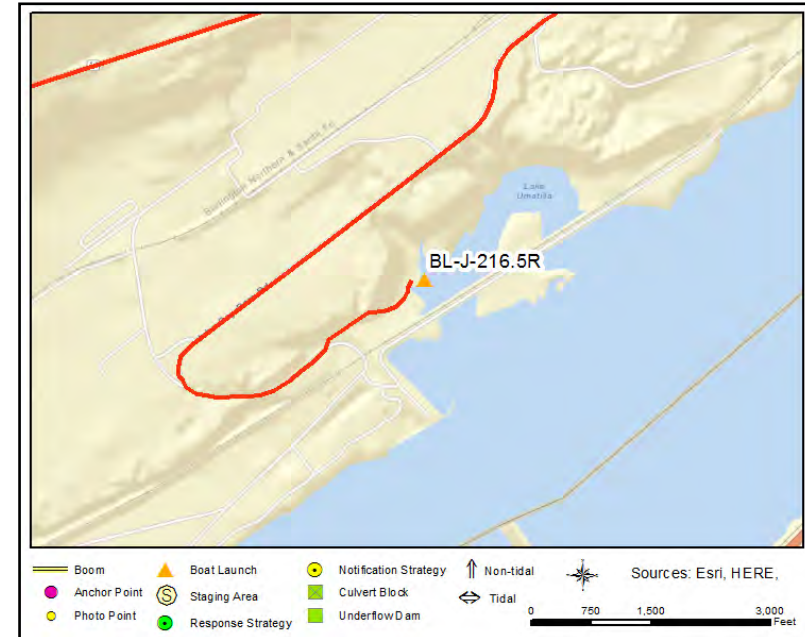 Burlington Northern & Santa Fe
Lake
Umatilla
BL-J-216.5R
Boom
Boat Launch
Notification Strategy
Non-tidal
Sources: Esri, HERE,
Anchor Point
S
Staging Area
Culvert Block
Tidal
Photo Point
Response Strategy
Underflow Dam
0 750 1,500 3,000
Feet